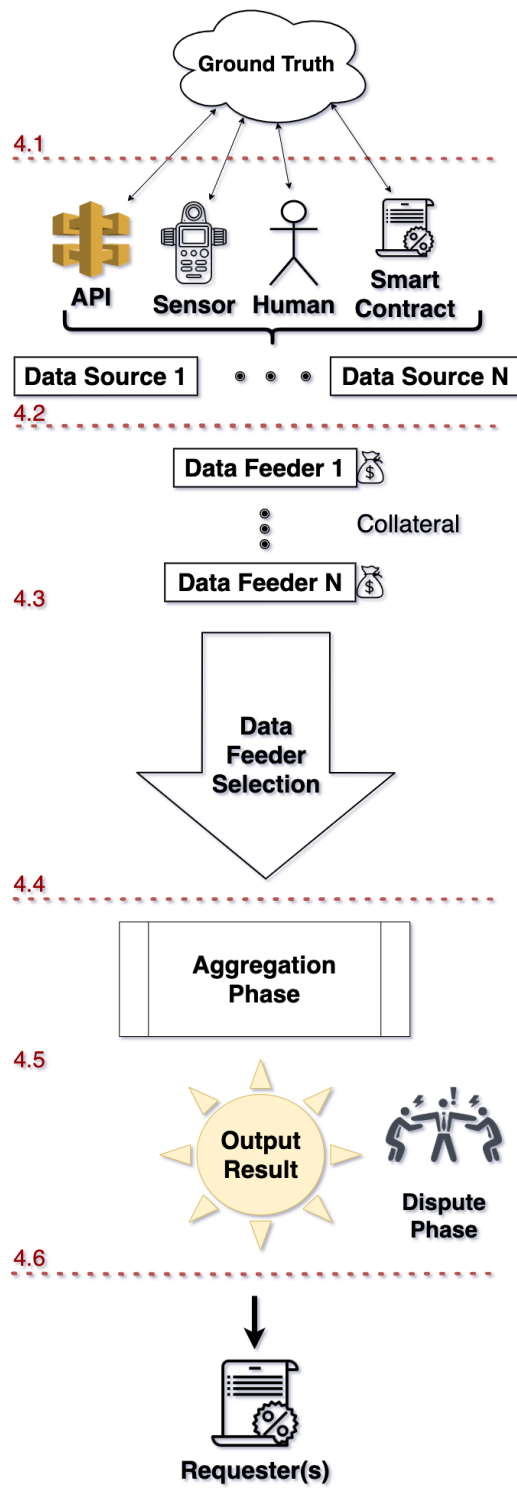 Ground Truth
4.1
API
Sensor
Human
Smart
Contract
Data Source 1
Data Source N
4.2
Data Feeder 1
$
Collateral
Data Feeder N
$
4.3
Data
Feeder
Selection
4.4
Aggregation
Phase
4.5
Output
Result
!
Dispute
Phase
4.6
Requester(s)